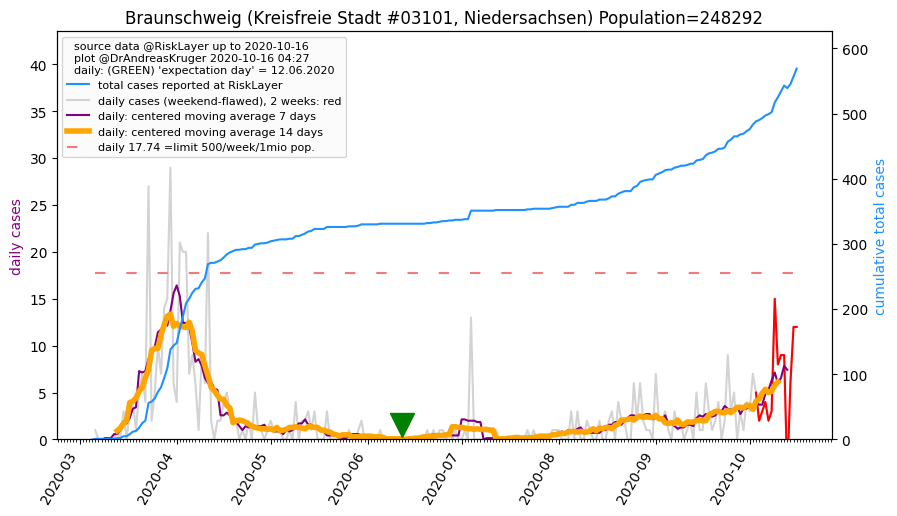 Braunschweig (Kreisfreie Stadt #03101, Niedersachsen) Population=248292
source data @RiskLayer up to 2020-10-16
plot @DrAndreasKruger 2020-10-16 04:27
daily: (GREEN) 'expectation day' = 12.06.2020
total cases reported at RiskLayer
daily cases (weekend-flawed), 2 weeks: red
daily: centered moving average 7 days
daily: centered moving average 14 days
daily 17.74 =limit 500/week/1mio pop.
daily cases
40
35
30
25
20
15
10
5
0
cumulative total cases
600
500
400
300
200
100
0
2020-03
2020-04
2020-05
2020-06
2020-07
2020-08
2020-09
2020-10